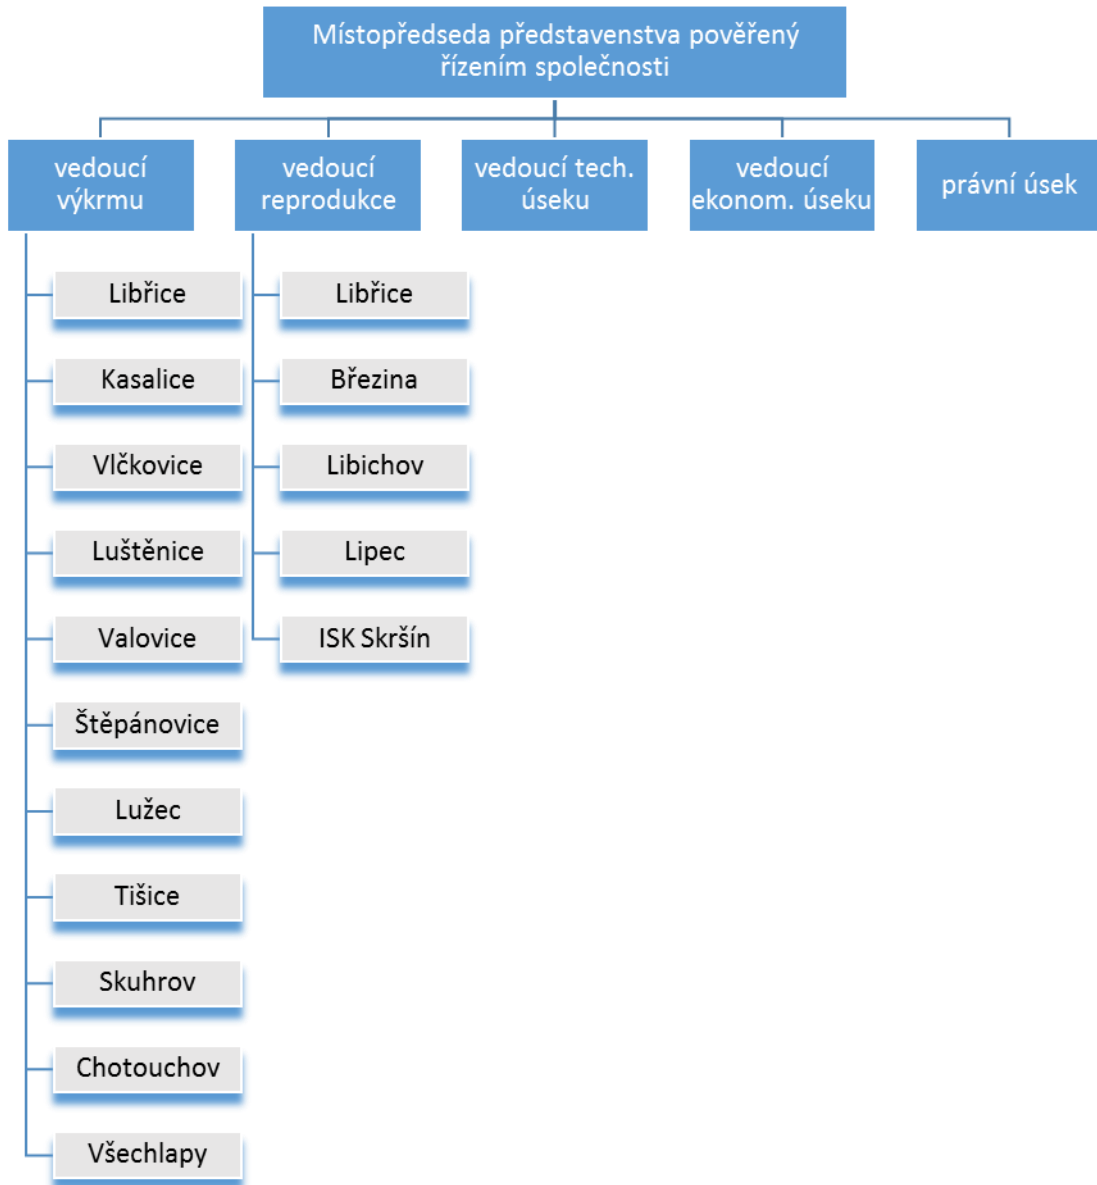 Místopředseda představenstva pověřený
řízením společnosti
vedoucí
výkrmu
vedoucí
reprodukce
vedoucí tech.
úseku
vedoucí
ekonom. úseku
právní úsek
Libřice
Kasalice
Vlčkovice
Luštěnice
Valovice
Štěpánovice
Lužec
Tišice
Skuhrov
Chotouchov
Všechlapy
Libřice
Březina
Libichov
Lipec
ISK Skršín